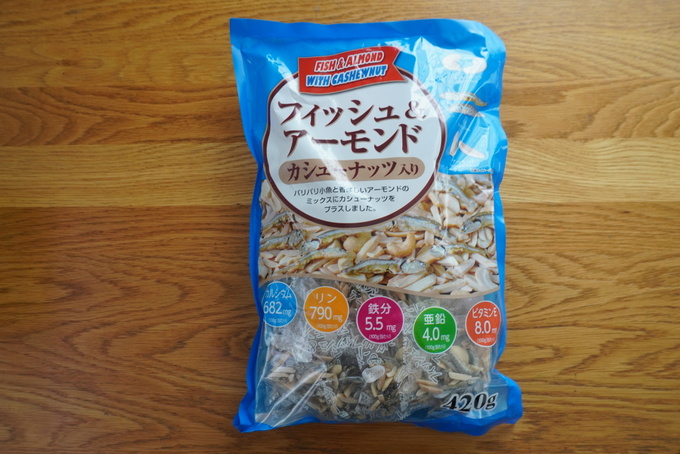 FISH & ALMOND
WITH CASHEWNUT
フィッシュ&
アーモンド
カシューナッツ入り
パリパリ小魚と香ばしいアーモンドの
ミックスにカシューナッツを
プラスしました。
カルシウム
682mg
リン
790mg
鉄分
5.5mg
亜鉛
4.0mg
ビタミンE
8.0mg
420g